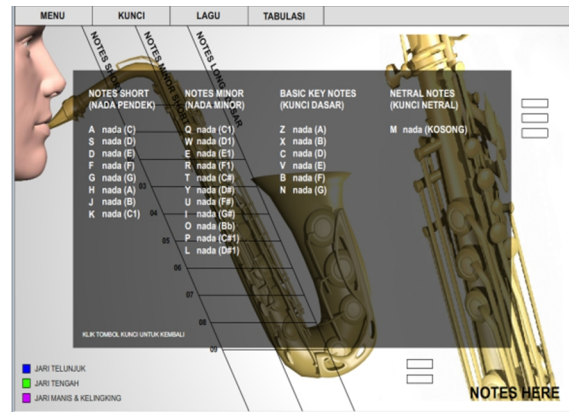 MENU KUNCI LAGU TABULASI
NOTES SHORT
NOTES MINOR SHORT
NOTES LONG
NOTES SHORT
(NADA PENDEK)
A nada (C)
S nada (D)
D nada (E)
F nada (F)
G nada (G)
H nada (A)
J nada (B)
K nada (C1)
NOTES MINOR
(NADA MINOR)
Q nada (C1)
W nada (D1)
E nada (E1)
R nada (F1)
T nada (C#)
Y nada (D#)
U nada (F#)
I nada (G#)
O nada (Bb)
P nada (C#1)
L nada (D#1)
BASIC KEY NOTES
(KUNCI DASAR)
Z nada (A)
X nada (B)
C nada (D)
V nada (E)
B nada (F)
N nada (G)
NETRAL NOTES
(KUNCI NETRAL)
M nada (KOSONG)
03
04
05
06
07
08
09
KLIK TOMBOL KUNCI UNTUK KEMBALI
JARI TELUNJUK
JARI TENGAH
JARI MANIS & KELINGKING
NOTES HERE